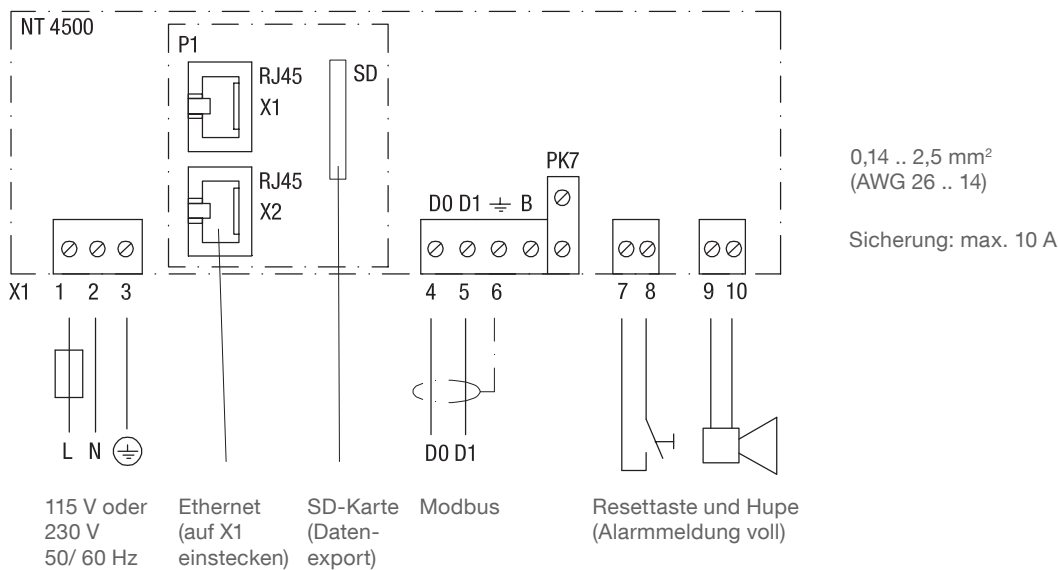 NT 4500
P1
RJ45
X1
SD
RJ45
X2
PK7
D0 D1 ⏚ B
X1 1 2 3 4 5 6 7 8 9 10
L N
D0 D1
0,14 .. 2,5 mm²
(AWG 26 .. 14)
Sicherung: max. 10 A
115 V oder
230 V
50/ 60 Hz
Ethernet
(auf X1
einstecken)
SD-Karte
(Daten-
export)
Modbus
Resettaste und Hupe
(Alarmmeldung voll)